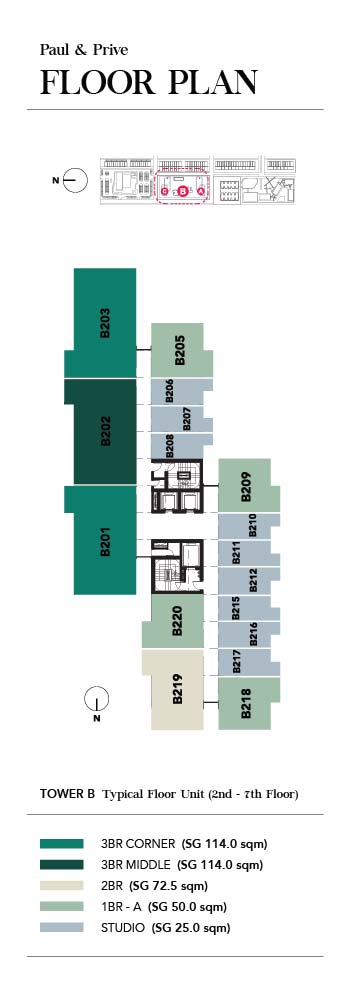 Paul & Prive
FLOOR PLAN
N
C B A
B203
B205
B206
B202
B207
B208
B209
B201
B210
B211
B212
B220
B215
B216
B217
B219
B218
N
TOWER B Typical Floor Unit (2nd - 7th Floor)
3BR CORNER (SG 114.0 sqm)
3BR MIDDLE (SG 114.0 sqm)
2BR (SG 72.5 sqm)
1BR - A (SG 50.0 sqm)
STUDIO (SG 25.0 sqm)